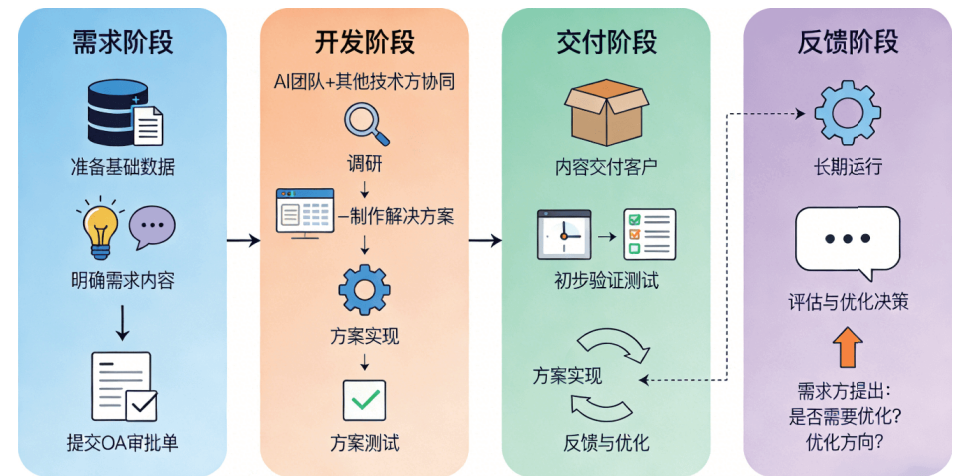 需求阶段
准备基础数据
明确需求内容
提交OA审批单
开发阶段
AI团队+其他技术方协同
调研
制作解决方案
方案实现
方案测试
交付阶段
内容交付客户
初步验证测试
方案实现
反馈与优化
反馈阶段
长期运行
评估与优化决策
需求方提出：
是否需要优化？
优化方向？